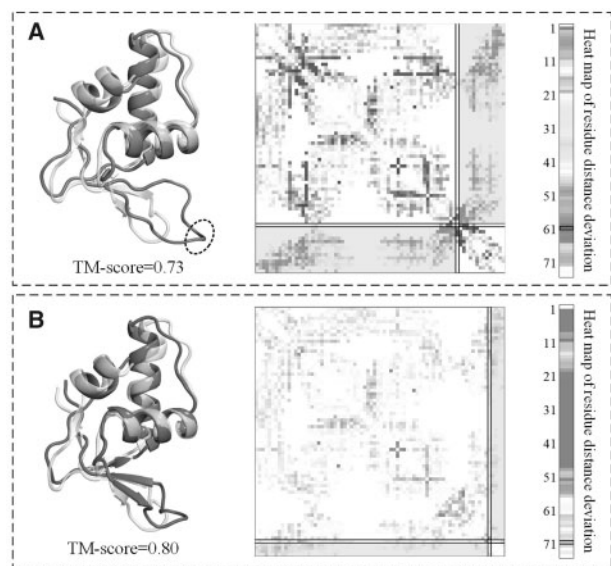 A
TM-score=0.73
1
11
21
31
41
51
61
71
Heat map of residue distance deviation
B
TM-score=0.80
1
11
21
31
41
51
61
71
Heat map of residue distance deviation